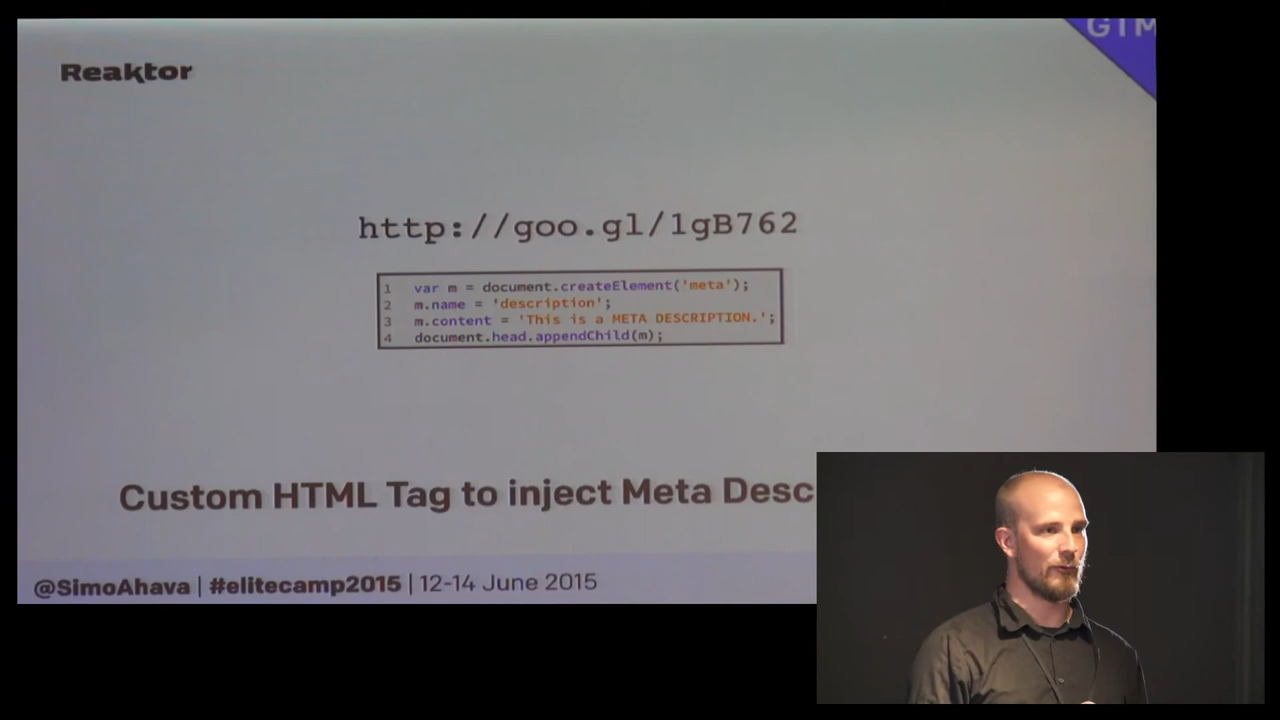 GTM
Reaktor
http://goo.gl/1gB762
1 var m = document.createElement('meta');
2 m.name = 'description';
3 m.content = 'This is a META DESCRIPTION.';
4 document.head.appendChild(m);
Custom HTML Tag to inject Meta Desc
@SimoAhava | #elitecamp2015 | 12-14 June 2015